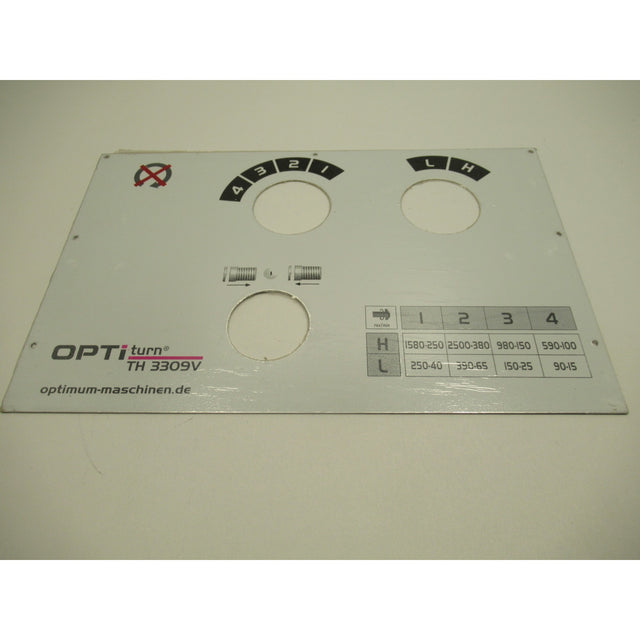 4 3 2 1
L H
OPTi turn®
TH 3309V
optimum-maschinen.de
1 2 3 4
H 1580-250 2500-380 980-150 590-100
L 250-40 390-65 150-25 90-15